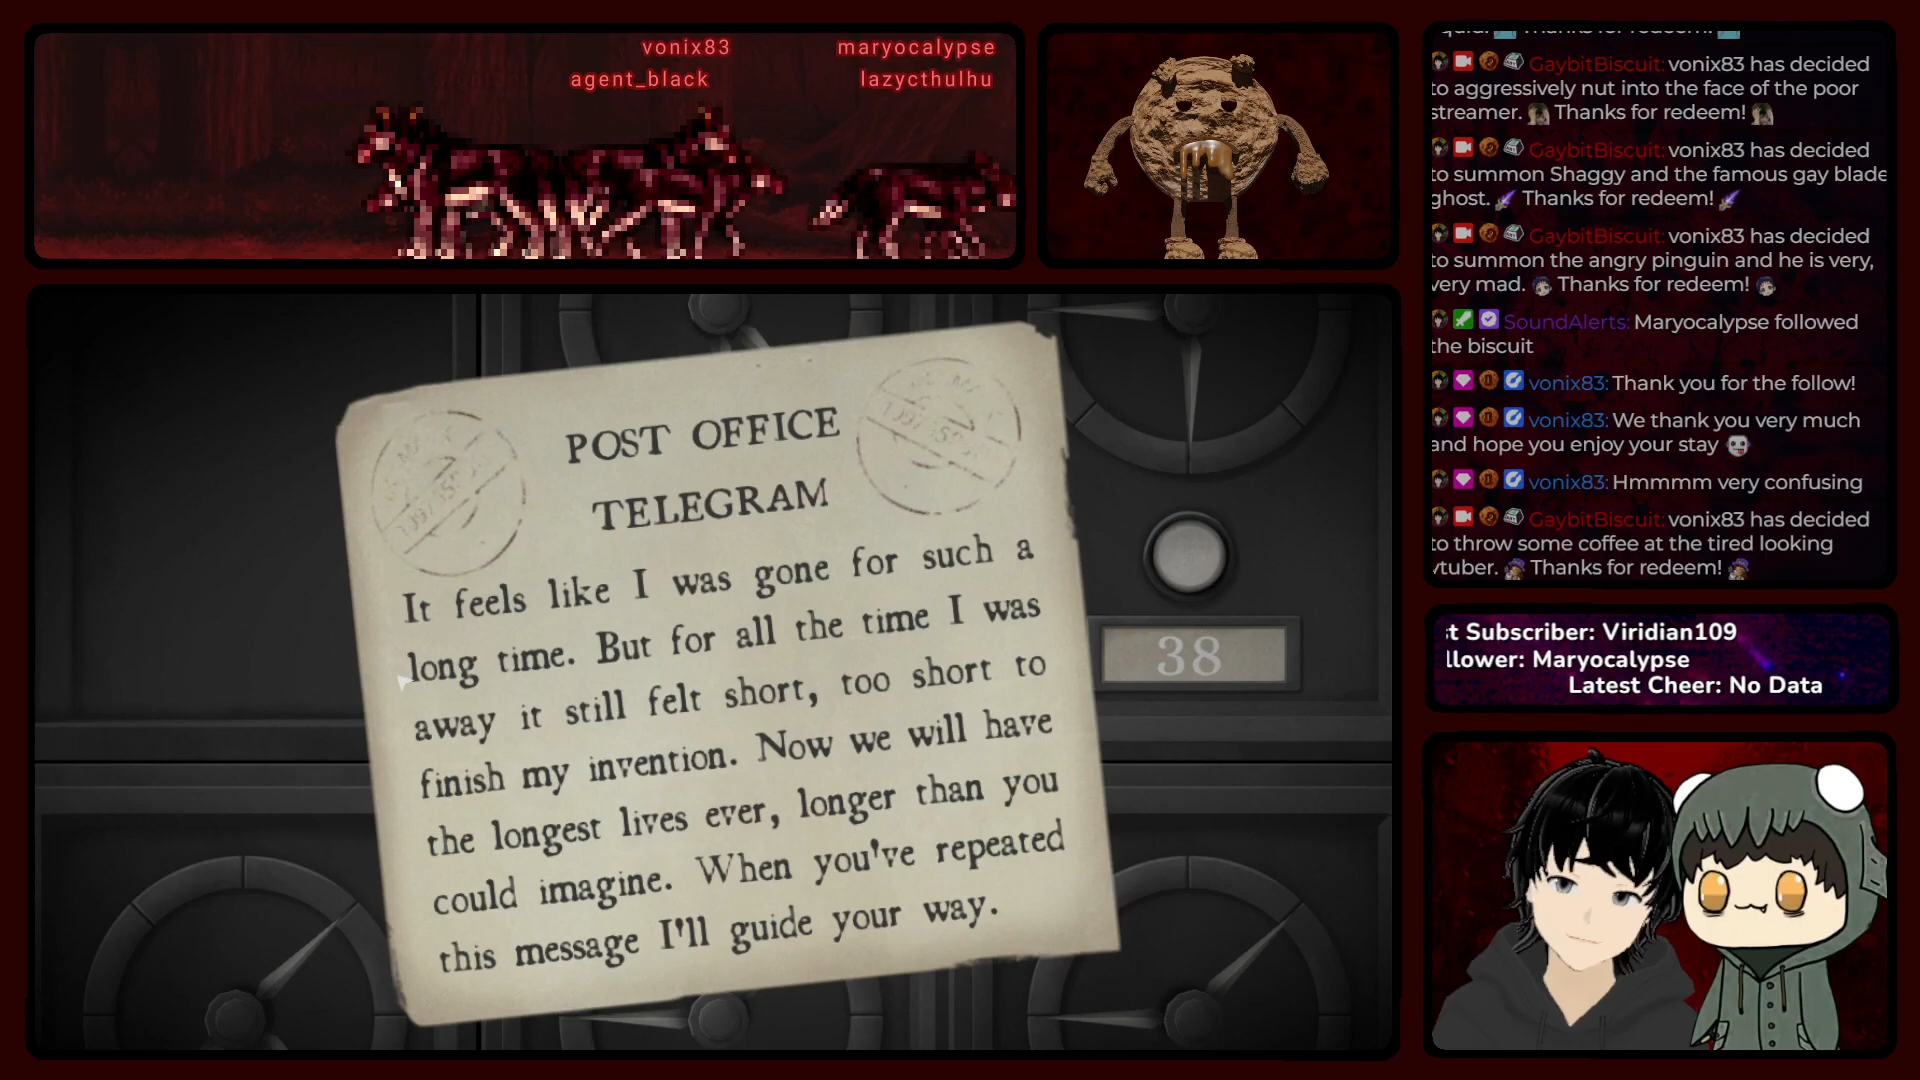 vonix83
maryocalypse
agent_black
lazycthulhu
POST OFFICE
TELEGRAM
It feels like I was gone for such a
long time. But for all the time I was
away it still felt short, too short to
finish my invention. Now we will have
the longest lives ever, longer than you
could imagine. When you've repeated
this message I'll guide your way.
38
Thanks for redeem!
GaybitBiscuit: vonix83 has decided
to aggressively nut into the face of the poor
streamer. Thanks for redeem!
GaybitBiscuit: vonix83 has decided
to summon Shaggy and the famous gay blade
ghost. Thanks for redeem!
GaybitBiscuit: vonix83 has decided
to summon the angry pinguin and he is very,
very mad. Thanks for redeem!
SoundAlerts: Maryocalypse followed
the biscuit
vonix83: Thank you for the follow!
vonix83: We thank you very much
and hope you enjoy your stay
vonix83: Hmmmm very confusing
GaybitBiscuit: vonix83 has decided
to throw some coffee at the tired looking
vtuber. Thanks for redeem!
st Subscriber: Viridian109
llower: Maryocalypse
Latest Cheer: No Data